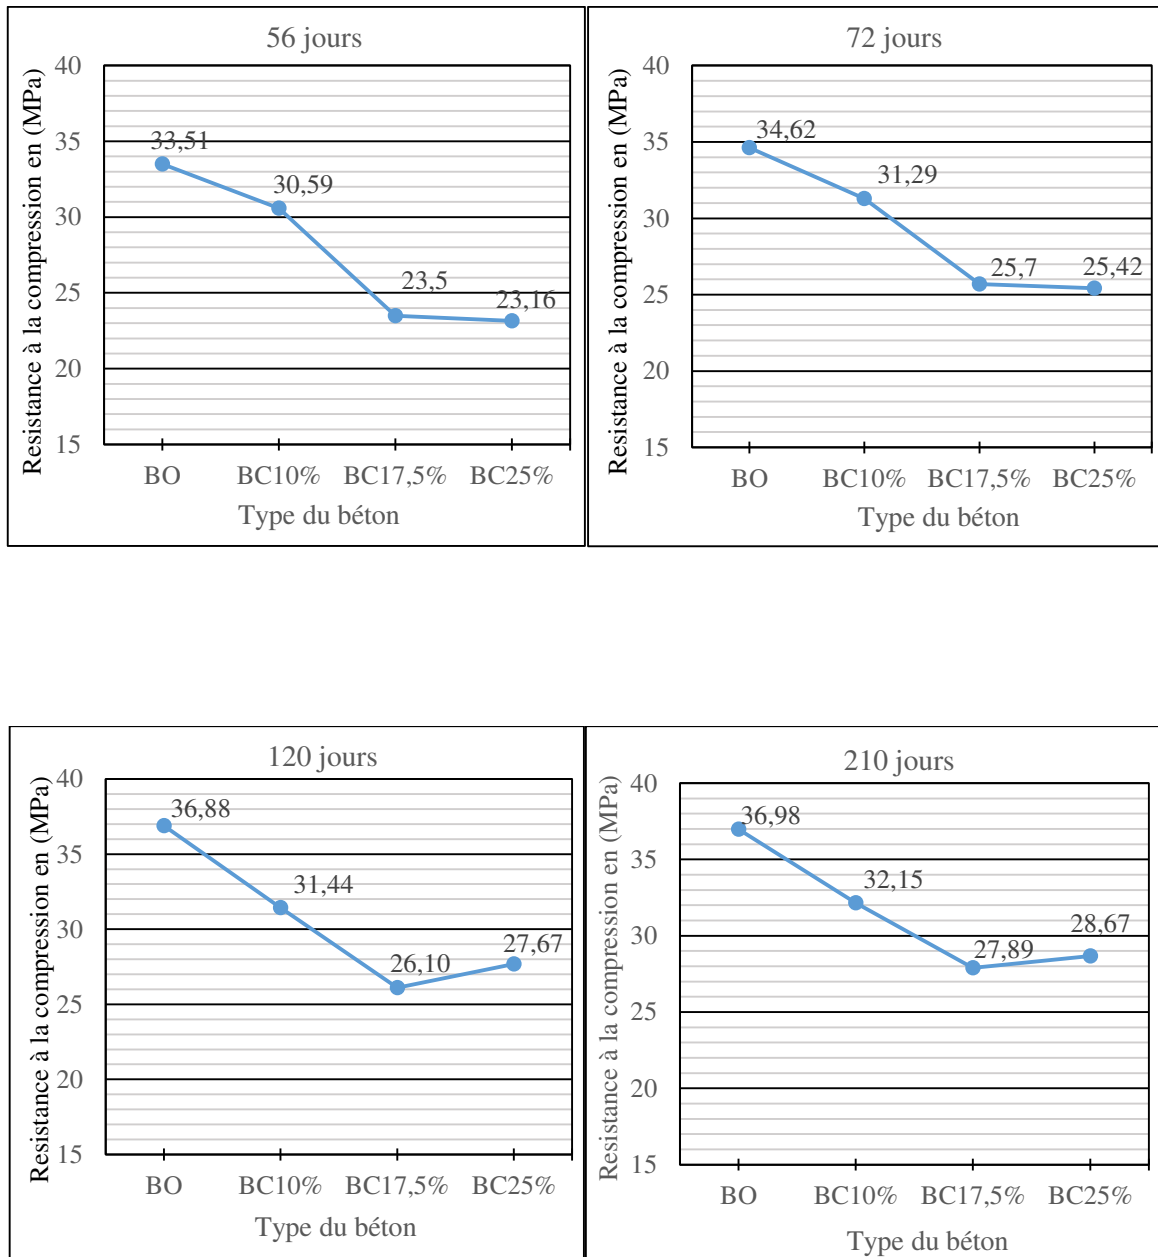 56 jours
Resistance à la compression en (MPa)
40
35
30
25
20
15
33,51
30,59
23,5
23,16
BO BC10% BC17,5% BC25%
Type du béton
72 jours
Resistance à la compression en (MPa)
40
35
30
25
20
15
34,62
31,29
25,7
25,42
BO BC10% BC17,5% BC25%
Type du béton
120 jours
Resistance à la compression en (MPa)
40
35
30
25
20
15
36,88
31,44
26,10
27,67
BO BC10% BC17,5% BC25%
Type du béton
210 jours
Resistance à la compression en (MPa)
40
35
30
25
20
15
36,98
32,15
27,89
28,67
BO BC10% BC17,5% BC25%
Type du béton